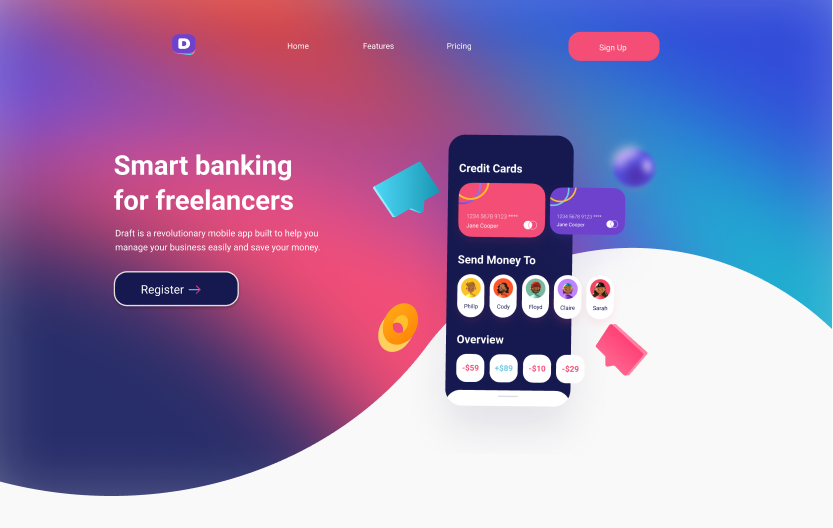 D
Home
Features
Pricing
Sign Up
Smart banking
for freelancers
Draft is a revolutionary mobile app built to help you
manage your business easily and save your money.
Register
Credit Cards
1234 5678 9123 ****
Jane Cooper
1234 5678 9123 ****
Jane Cooper
Send Money To
Philip
Cody
Floyd
Claire
Sarah
Overview
-$59
+$89
-$10
-$29